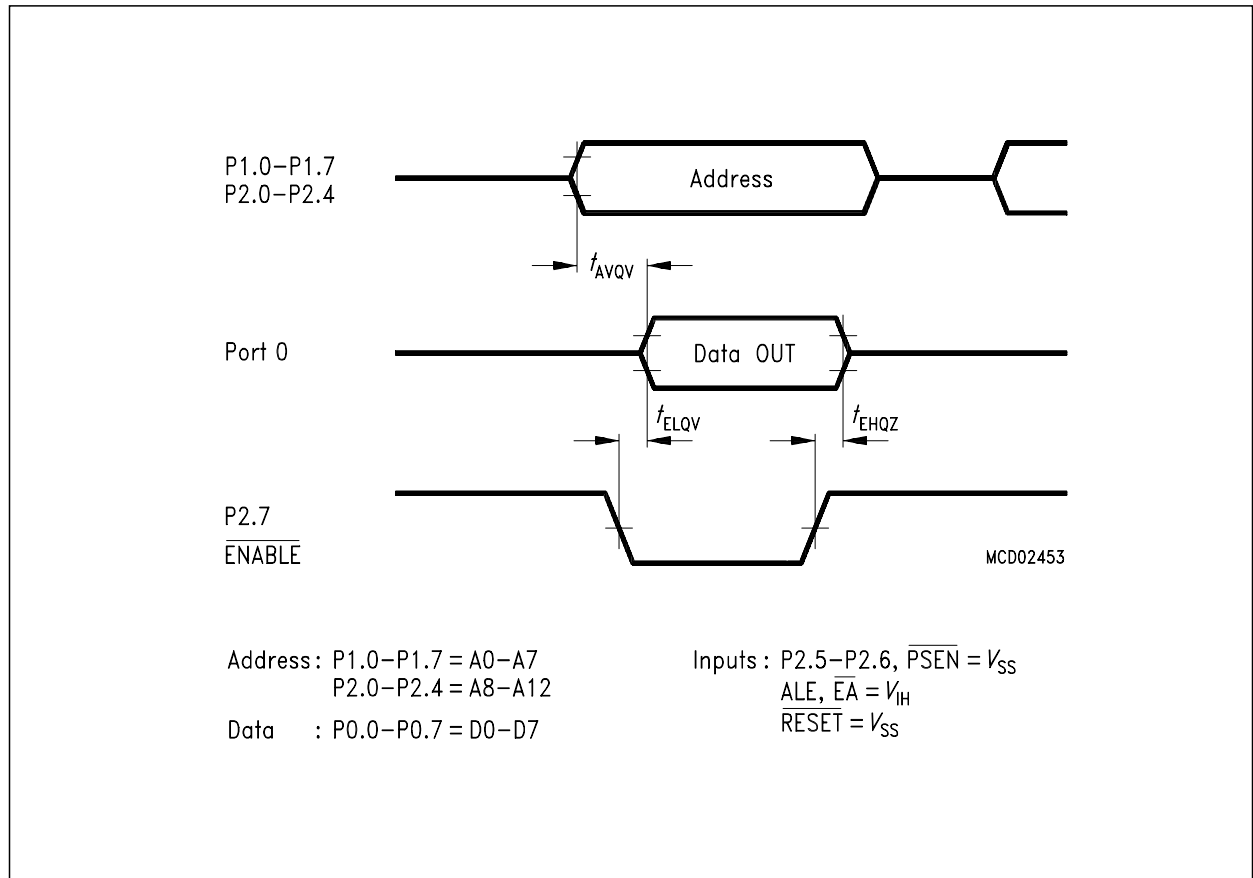 P1.0–P1.7
P2.0–P2.4
Address
tAVQV
Port 0
Data OUT
tELQV
tEHQZ
P2.7
ENABLE
MCD02453
Address: P1.0–P1.7 = A0–A7
P2.0–P2.4 = A8–A12
Data : P0.0–P0.7 = D0–D7
Inputs: P2.5–P2.6, PSEN = VSS
ALE, EA = VIH
RESET = VSS